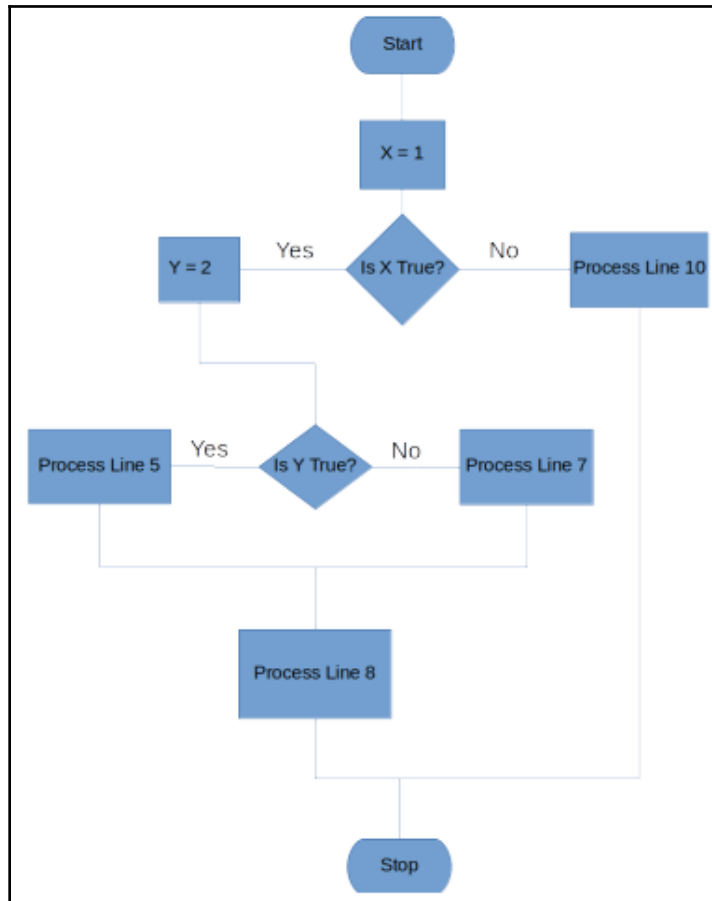 Start
X = 1
Yes
No
Y = 2
Is X True?
Process Line 10
Yes
No
Process Line 5
Is Y True?
Process Line 7
Process Line 8
Stop